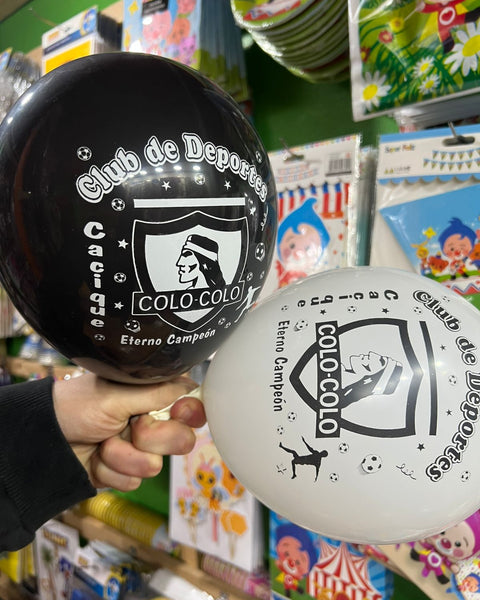 Club de Deportes
Cacique
COLO-COLO
Eterno Campeón
Club de Deportes
Cacique
COLO-COLO
Eterno Campeón